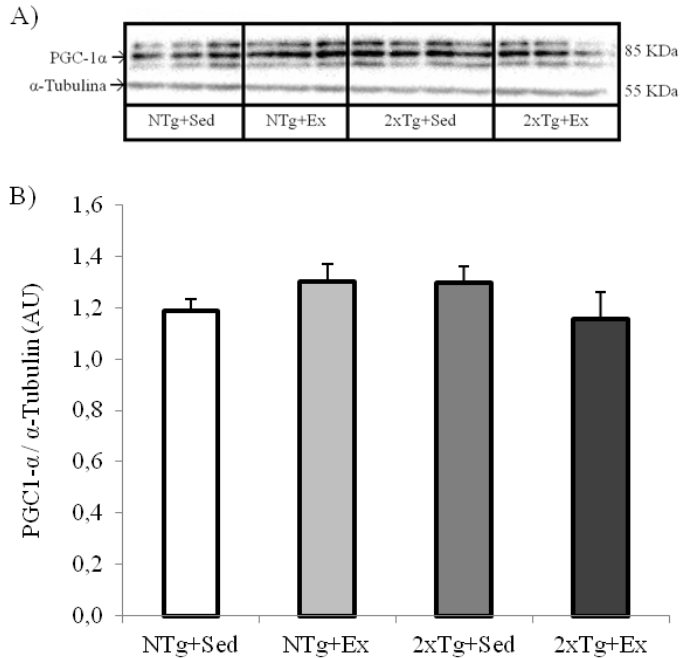 A)
PGC-1α
85 KDa
α-Tubulina
55 KDa
NTg+Sed NTg+Ex 2xTg+Sed 2xTg+Ex
B)
PGC1-α / α-Tubulin (AU)
1,6
1,4
1,2
1,0
0,8
0,6
0,4
0,2
0,0
NTg+Sed NTg+Ex 2xTg+Sed 2xTg+Ex